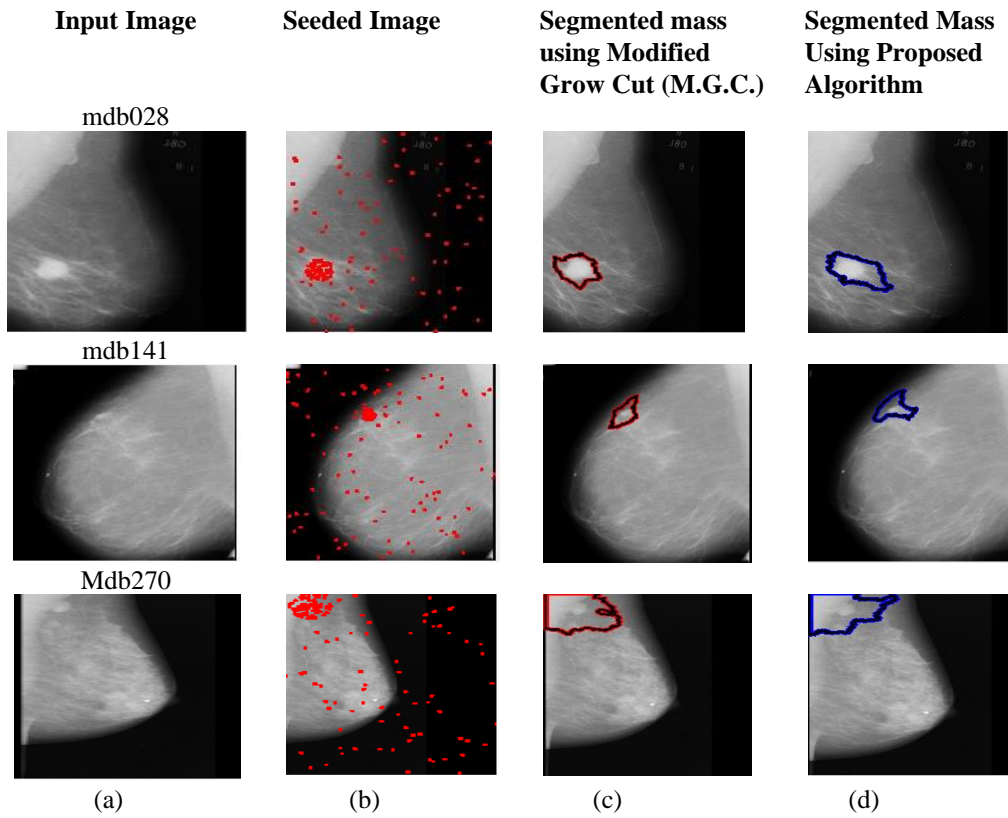 Input Image
Seeded Image
Segmented mass
using Modified
Grow Cut (M.G.C.)
Segmented Mass
Using Proposed
Algorithm
mdb028
mdb141
Mdb270
(a)
(b)
(c)
(d)